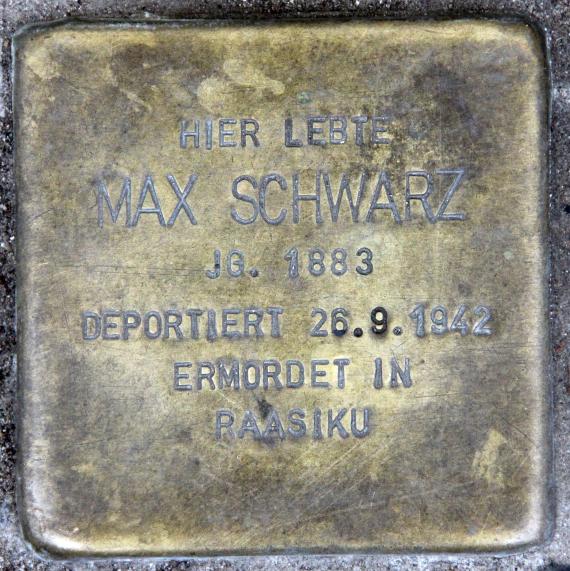 HIER LEBTE
MAX SCHWARZ
JG. 1883
DEPORTIERT 26.9.1942
ERMORDET IN
RAASIKU